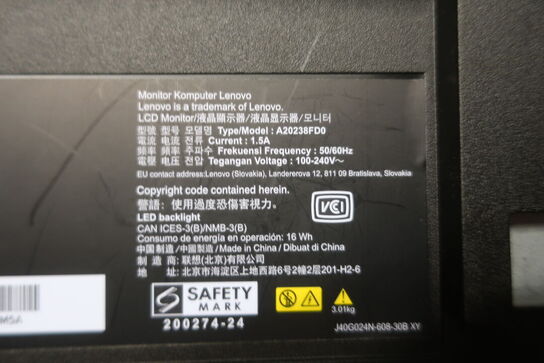 Monitor Komputer Lenovo
Lenovo is a trademark of Lenovo.
LCD Monitor/液晶顯示器/液晶显示器/モニター
型號 型号 모델명 Type/Model : A20238FD0
電流 电流 전류 Current : 1.5A
頻率 频率 주파수 Frekuensi Frequency : 50/60Hz
電壓 电压 전압 Tegangan Voltage : 100-240V~
EU contact address:Lenovo (Slovakia), Landererova 12, 811 09 Bratislava, Slovakia
Copyright code contained herein.
警語: 使用過度恐傷害視力。
LED backlight
CAN ICES-3(B)/NMB-3(B)
Consumo de energía en operación: 16 Wh
中国制造/中國製造/Made in China / Dibuat di China
制造商: 联想(北京)有限公司
地址: 北京市海淀区上地西路6号2幢2层201-H2-6
VCCI
S SAFETY
MARK
200274-24
3.01kg
J40G024N-608-30B XY
M5A